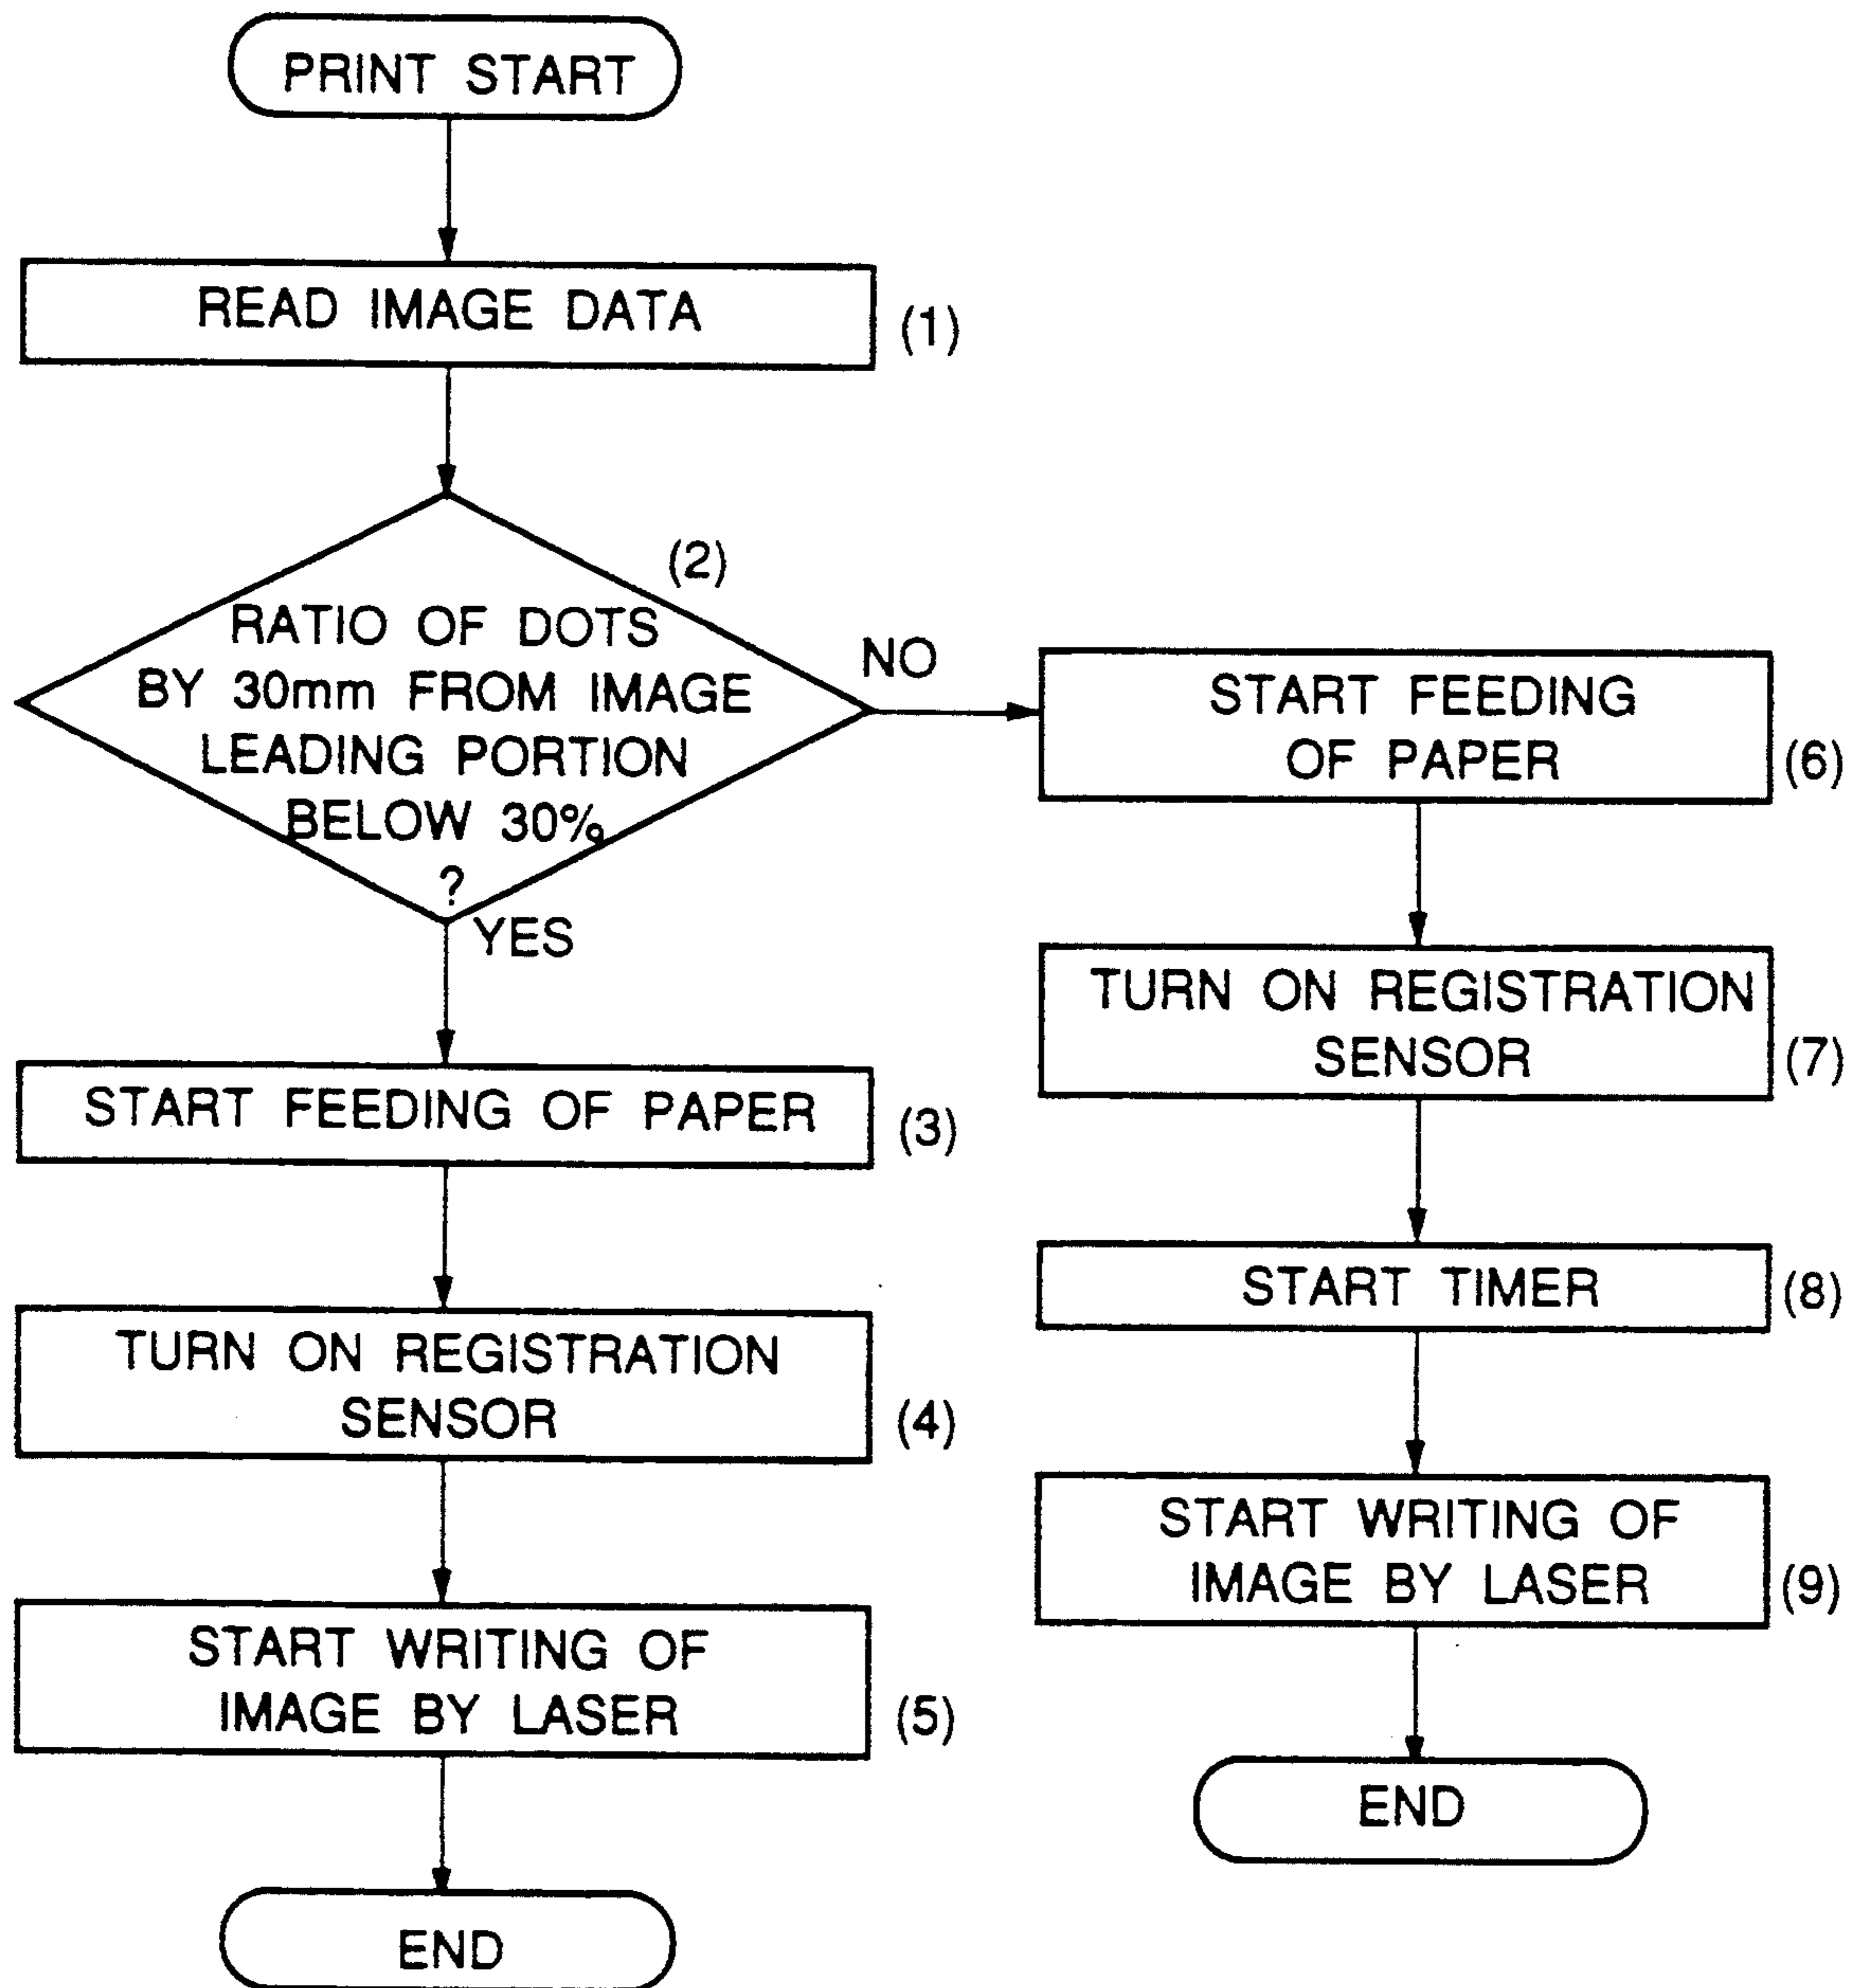 PRINT START
READ IMAGE DATA
(1)
(2)
RATIO OF DOTS
BY 30mm FROM IMAGE
LEADING PORTION
BELOW 30%
?
YES
NO
START FEEDING OF PAPER
(3)
TURN ON REGISTRATION
SENSOR
(4)
START WRITING OF
IMAGE BY LASER
(5)
END
START FEEDING
OF PAPER
(6)
TURN ON REGISTRATION
SENSOR
(7)
START TIMER
(8)
START WRITING OF
IMAGE BY LASER
(9)
END